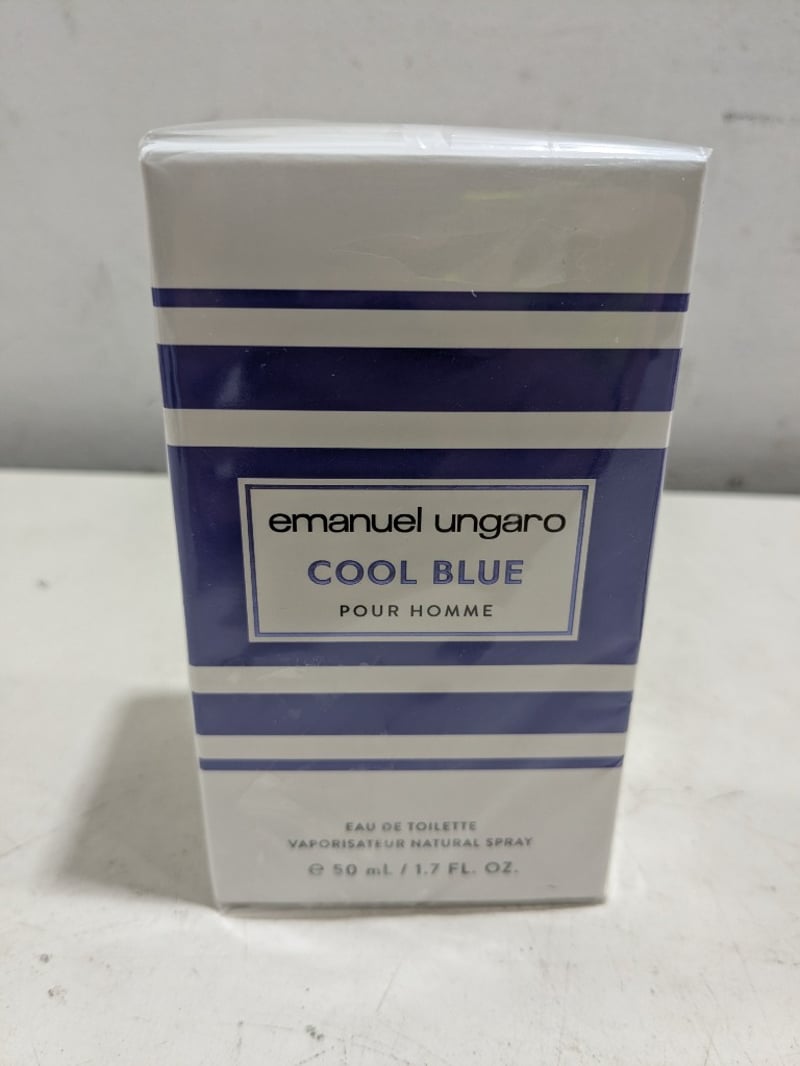 emanuel ungaro
COOL BLUE
POUR HOMME
EAU DE TOILETTE
VAPORISATEUR NATURAL SPRAY
℮ 50 mL / 1.7 FL. OZ.